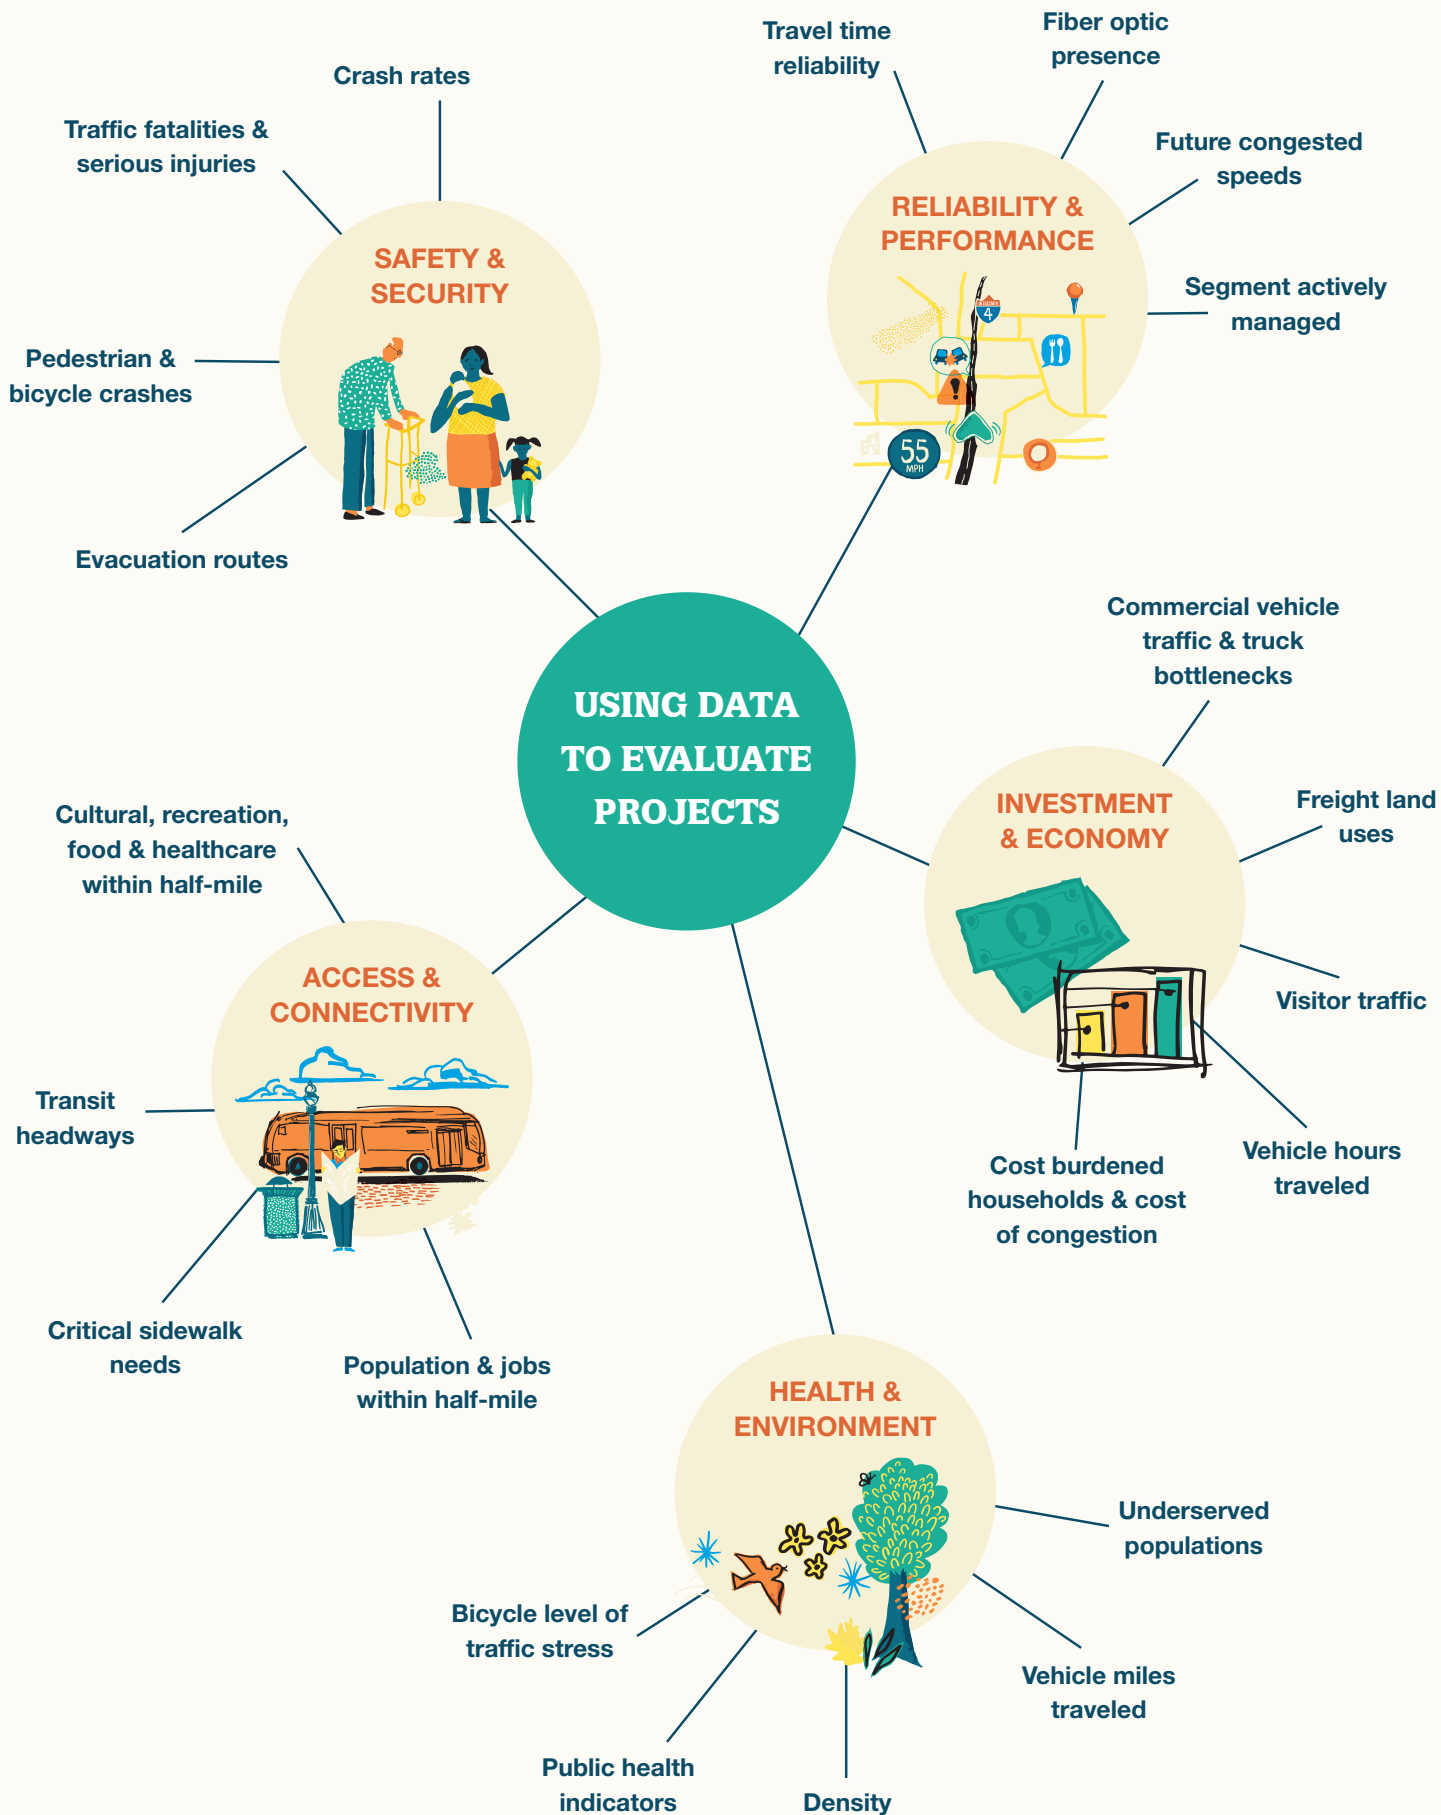 Travel time
reliability
Fiber optic
presence
Crash rates
Traffic fatalities &
serious injuries
Future congested
speeds
RELIABILITY &
PERFORMANCE
SAFETY &
SECURITY
Segment actively
managed
4
Pedestrian &
bicycle crashes
55
MPH
Evacuation routes
Commercial vehicle
traffic & truck
bottlenecks
USING DATA
TO EVALUATE
PROJECTS
INVESTMENT
& ECONOMY
Freight land
uses
Cultural, recreation,
food & healthcare
within half-mile
ACCESS &
CONNECTIVITY
Visitor traffic
Transit
headways
Vehicle hours
traveled
Cost burdened
households & cost
of congestion
Critical sidewalk
needs
Population & jobs
within half-mile
HEALTH &
ENVIRONMENT
Underserved
populations
Bicycle level of
traffic stress
Vehicle miles
traveled
Public health
indicators
Density